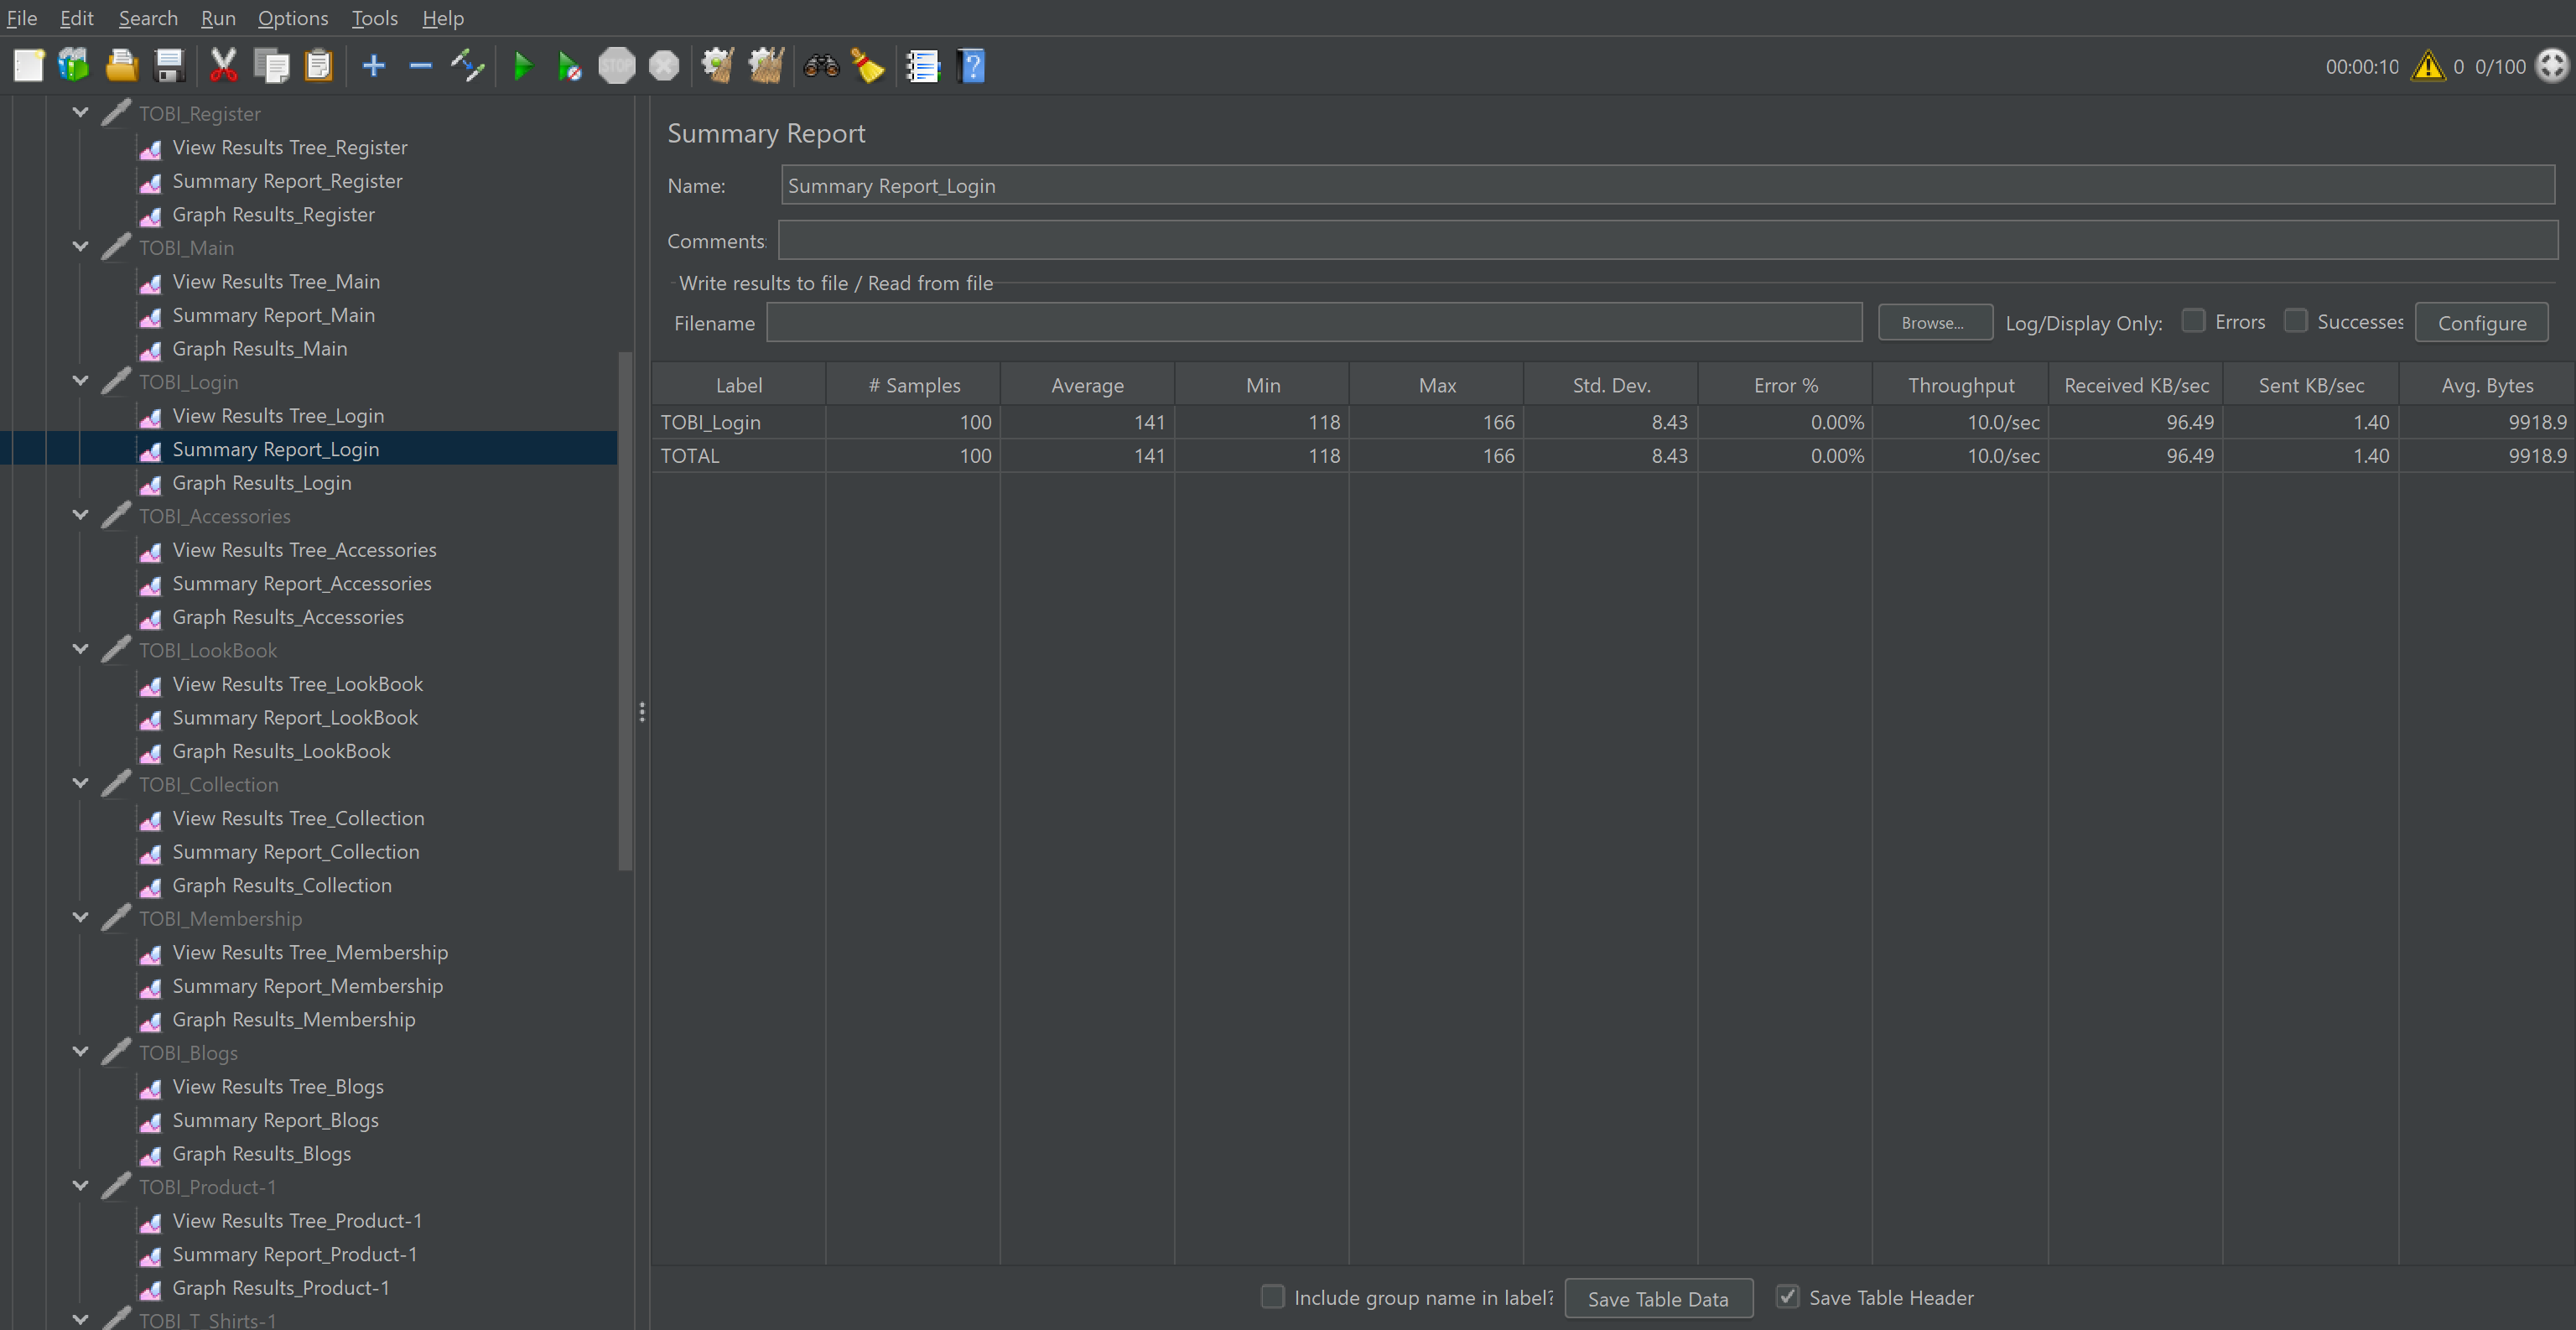 File Edit Search Run Options Tools Help
STOP
00:00:10 0 0/100
TOBI_Register
View Results Tree_Register
Summary Report_Register
Graph Results_Register
TOBI_Main
View Results Tree_Main
Summary Report_Main
Graph Results_Main
TOBI_Login
View Results Tree_Login
Summary Report_Login
Graph Results_Login
TOBI_Accessories
View Results Tree_Accessories
Summary Report_Accessories
Graph Results_Accessories
TOBI_LookBook
View Results Tree_LookBook
Summary Report_LookBook
Graph Results_LookBook
TOBI_Collection
View Results Tree_Collection
Summary Report_Collection
Graph Results_Collection
TOBI_Membership
View Results Tree_Membership
Summary Report_Membership
Graph Results_Membership
TOBI_Blogs
View Results Tree_Blogs
Summary Report_Blogs
Graph Results_Blogs
TOBI_Product-1
View Results Tree_Product-1
Summary Report_Product-1
Graph Results_Product-1
TOBI_T_Shirts-1
Summary Report
Name: Summary Report_Login
Comments:
Write results to file / Read from file
Filename Browse... Log/Display Only: Errors Successes Configure
Label # Samples Average Min Max Std. Dev. Error % Throughput Received KB/sec Sent KB/sec Avg. Bytes
TOBI_Login 100 141 118 166 8.43 0.00% 10.0/sec 96.49 1.40 9918.9
TOTAL 100 141 118 166 8.43 0.00% 10.0/sec 96.49 1.40 9918.9
Include group name in label? Save Table Data Save Table Header